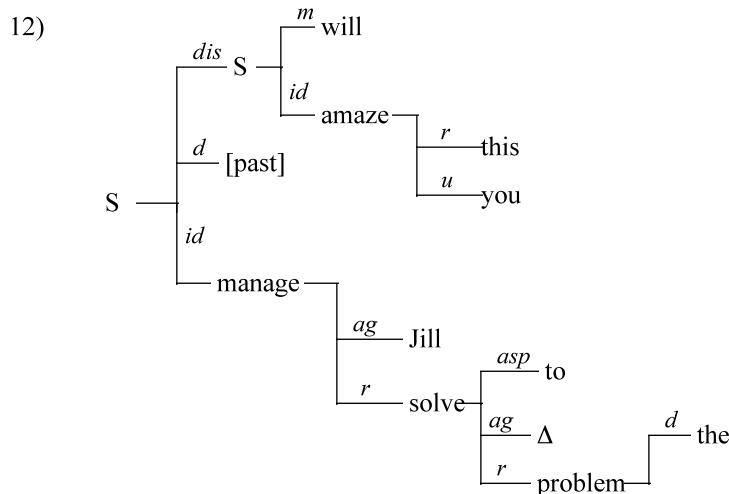 12)
m will
dis S
id
amaze
r this
d [past]
u you
S
id
manage
ag Jill
asp to
r solve
ag Δ
d the
r problem